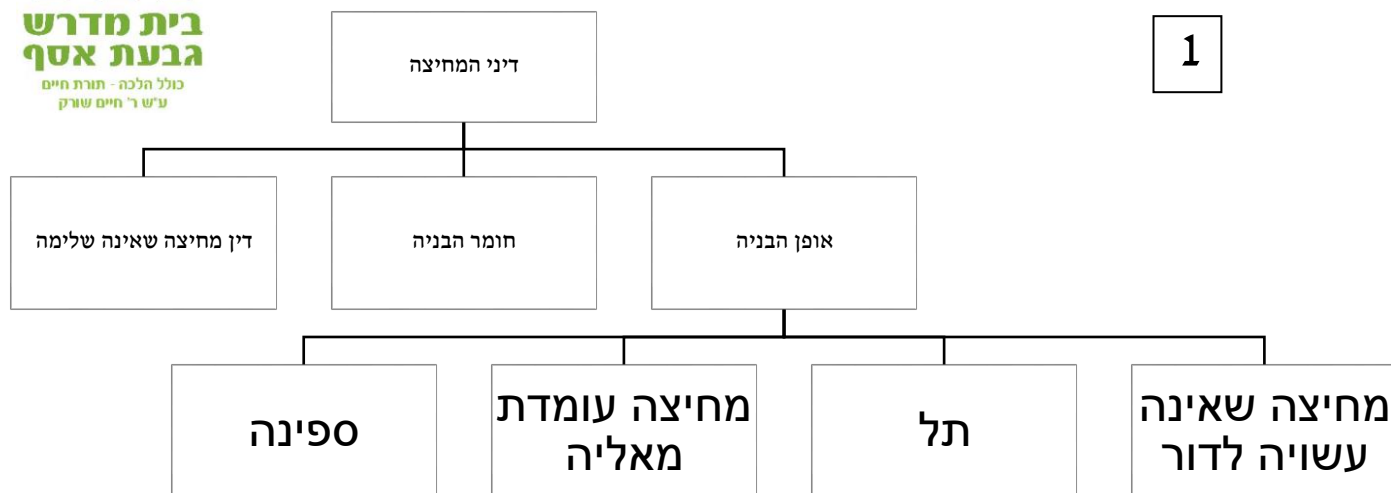 בית מדרש
גבעת אסף
כולל הלכה - תורת חיים
ע"ש ר' חיים שורק
1
דיני המחיצה
אופן הבניה
חומר הבניה
דין מחיצה שאינה שלימה
מחיצה שאינה
עשויה לדור
תל
מחיצה עומדת
מאליה
ספינה